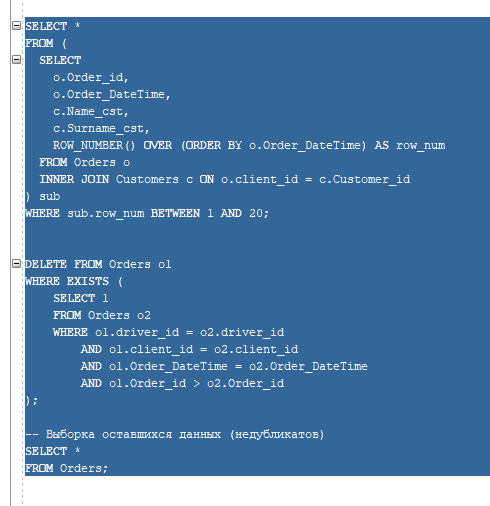 SELECT *
FROM (
SELECT
o.Order_id,
o.Order_DateTime,
c.Name_cst,
c.Surname_cst,
ROW_NUMBER() OVER (ORDER BY o.Order_DateTime) AS row_num
FROM Orders o
INNER JOIN Customers c ON o.client_id = c.Customer_id
) sub
WHERE sub.row_num BETWEEN 1 AND 20;
DELETE FROM Orders o1
WHERE EXISTS (
SELECT 1
FROM Orders o2
WHERE o1.driver_id = o2.driver_id
AND o1.client_id = o2.client_id
AND o1.Order_DateTime = o2.Order_DateTime
AND o1.Order_id > o2.Order_id
);
-- Выборка оставшихся данных (недубликатов)
SELECT *
FROM Orders;